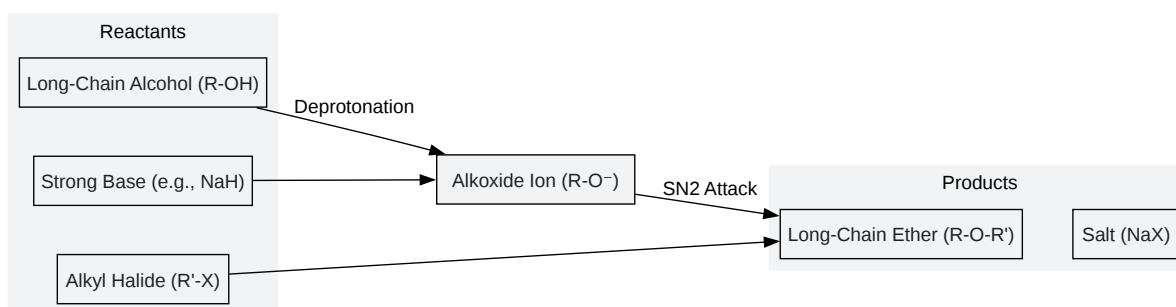 Reactants
Long-Chain Alcohol (R-OH)
Deprotonation
Strong Base (e.g., NaH)
Alkoxide Ion (R-O⁻)
SN2 Attack
Products
Long-Chain Ether (R-O-R')
Salt (NaX)
Alkyl Halide (R'-X)